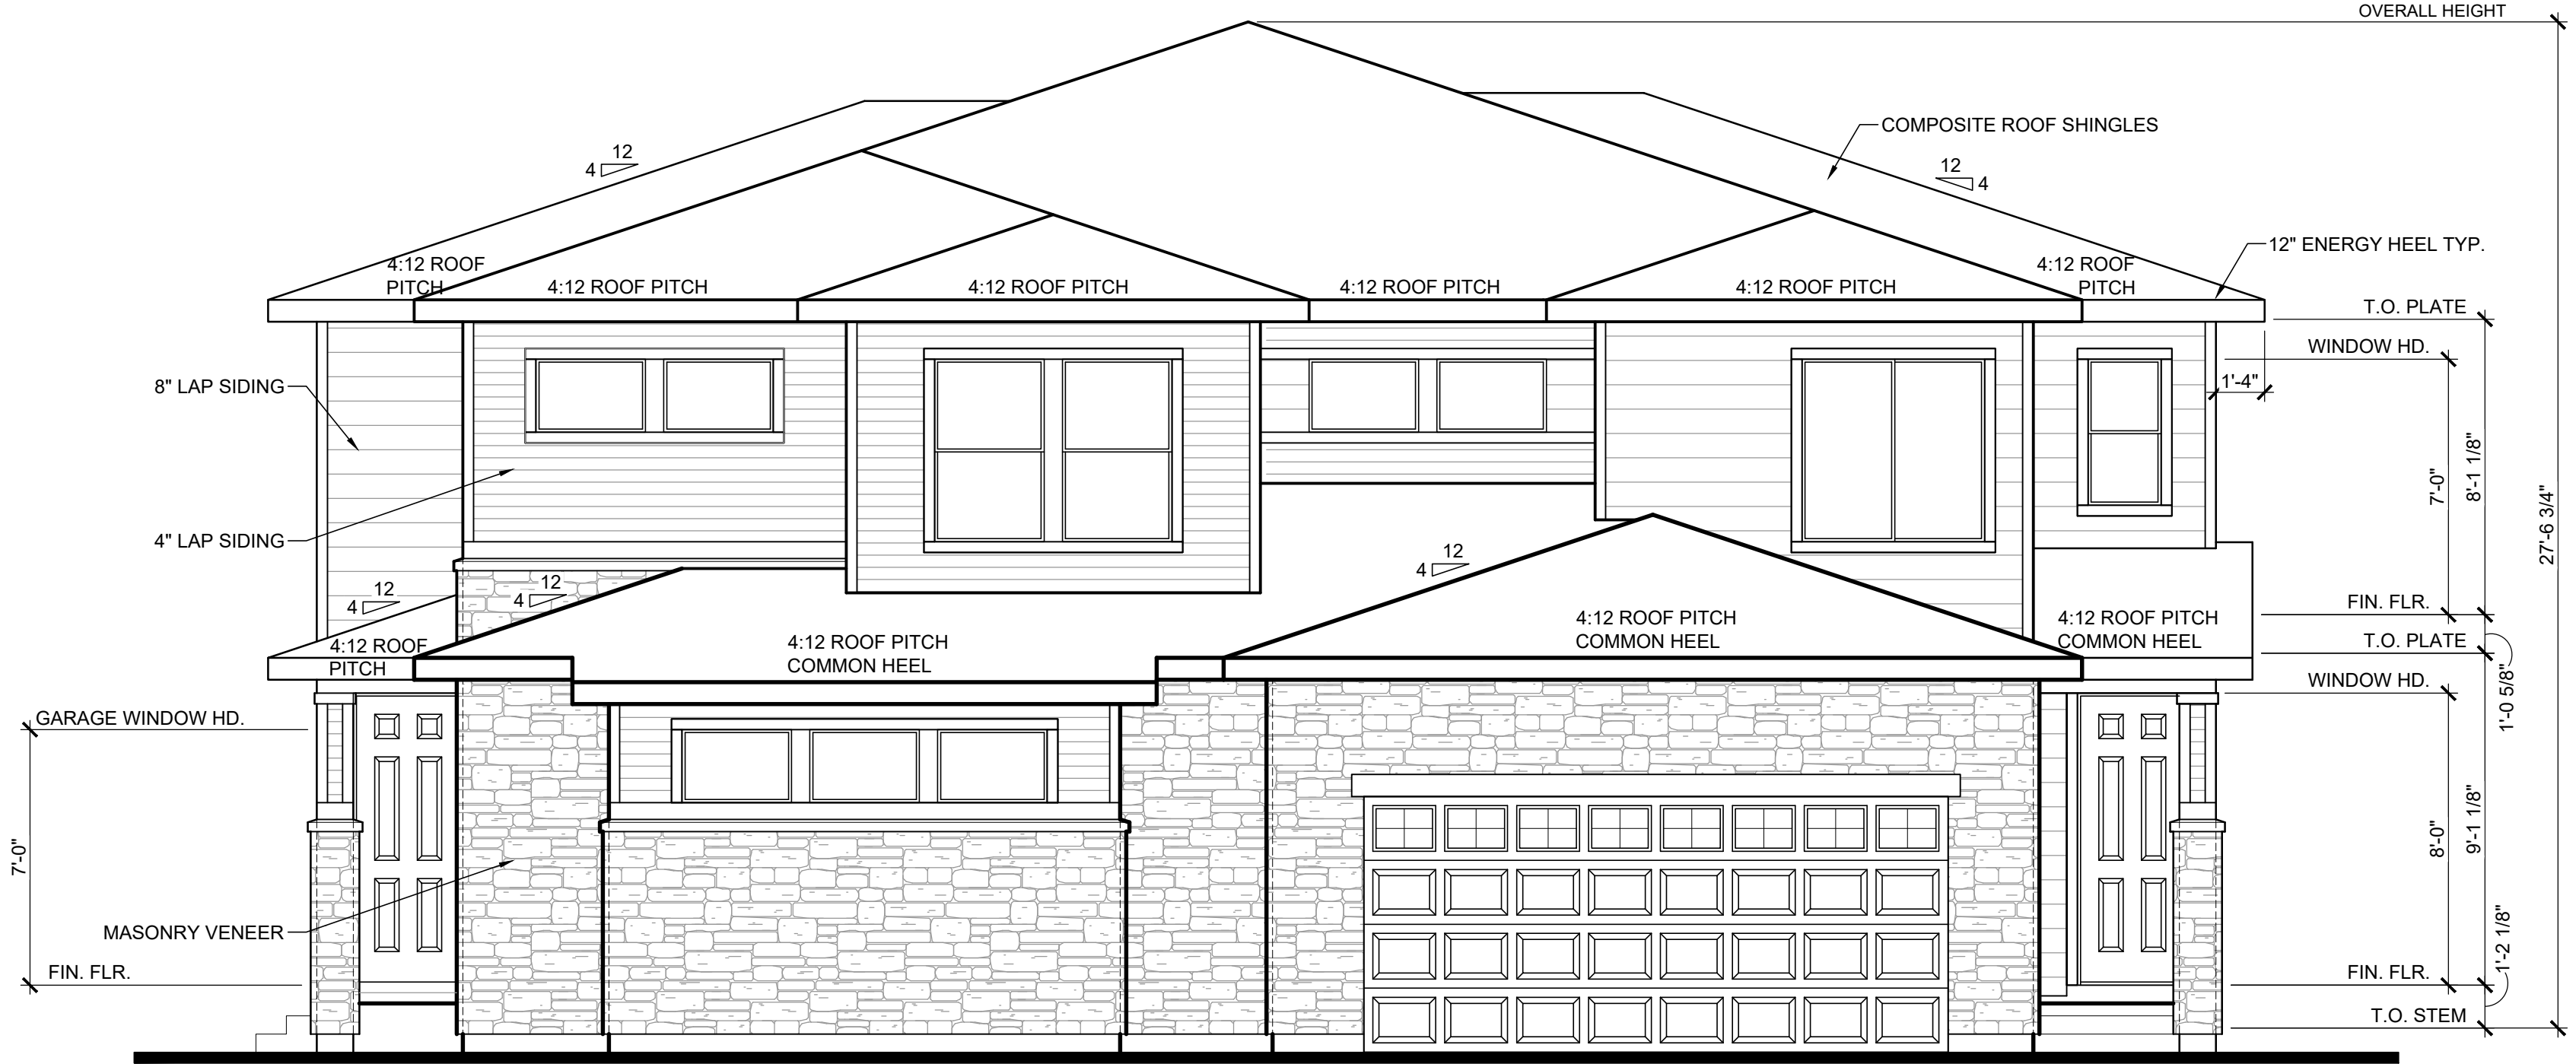 OVERALL HEIGHT
COMPOSITE ROOF SHINGLES
12
4
12
4
12" ENERGY HEEL TYP.
4:12 ROOF
PITCH
4:12 ROOF PITCH
4:12 ROOF PITCH
4:12 ROOF PITCH
4:12 ROOF PITCH
4:12 ROOF
PITCH
T.O. PLATE
WINDOW HD.
1'-4"
8" LAP SIDING
4" LAP SIDING
7'-0"
8'-1 1/8"
27'-6 3/4"
12
4
12
4
12
4
FIN. FLR.
4:12 ROOF
PITCH
4:12 ROOF PITCH
COMMON HEEL
4:12 ROOF PITCH
COMMON HEEL
4:12 ROOF PITCH
COMMON HEEL
T.O. PLATE
WINDOW HD.
1'-0 5/8"
GARAGE WINDOW HD.
7'-0"
8'-0"
9'-1 1/8"
MASONRY VENEER
FIN. FLR.
FIN. FLR.
1'-2 1/8"
T.O. STEM